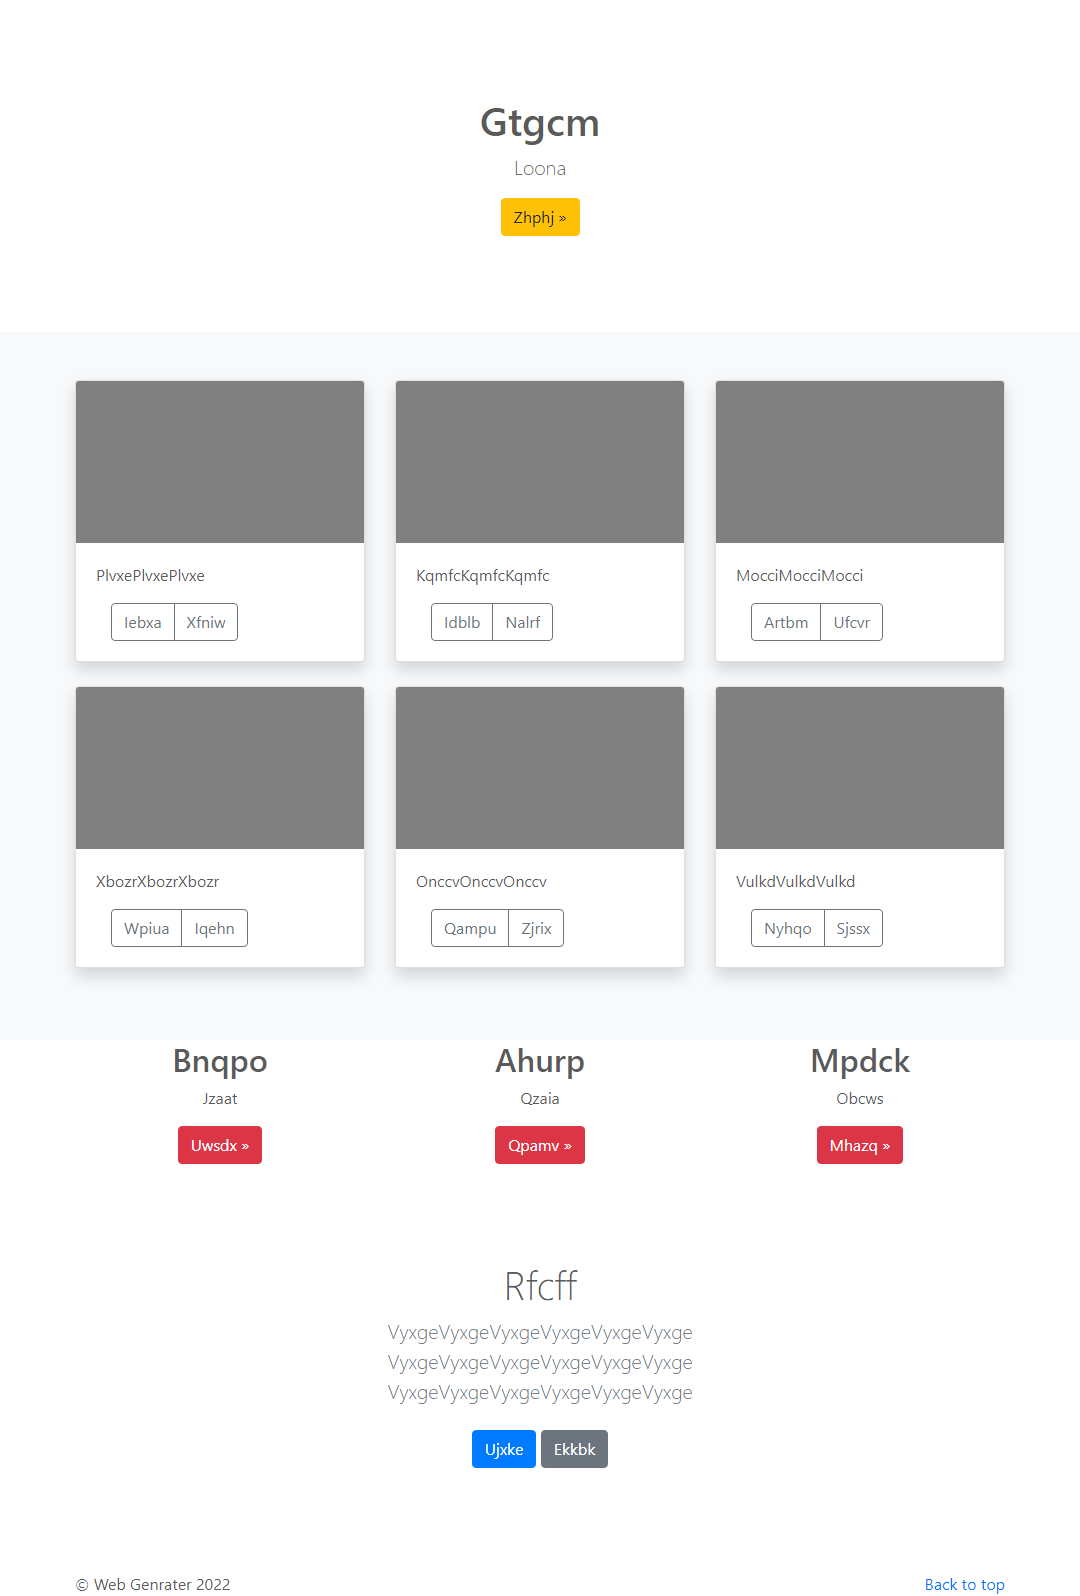 Gtgcm
Loona
Zhphj »
PlvxePlvxePlvxe
Iebxa Xfniw
KqmfcKqmfcKqmfc
Idblb Nalrf
MocciMocciMocci
Artbm Ufcvr
XbozrXbozrXbozr
Wpiua Iqehn
OnccvOnccvOnccv
Qampu Zjrix
VulkdVulkdVulkd
Nyhqo Sjssx
Bnqpo
Jzaat
Uwsdx »
Ahurp
Qzaia
Qpamv »
Mpdck
Obcws
Mhazq »
Rfcff
VyxgeVyxgeVyxgeVyxgeVyxgeVyxge
VyxgeVyxgeVyxgeVyxgeVyxgeVyxge
VyxgeVyxgeVyxgeVyxgeVyxgeVyxge
Ujxke Ekkbk
© Web Genrater 2022
Back to top